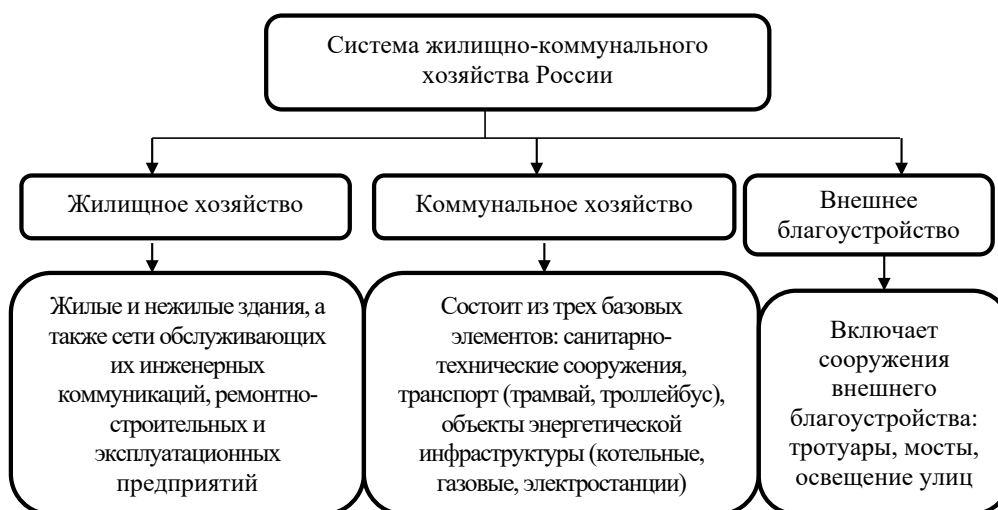 Система жилищно-коммунального
хозяйства России
Жилищное хозяйство
Коммунальное хозяйство
Внешнее
благоустройство
Жилые и нежилые здания, а
также сети обслуживающих
их инженерных
коммуникаций, ремонтно-
строительных и
эксплуатационных
предприятий
Состоит из трех базовых
элементов: санитарно-
технические сооружения,
транспорт (трамвай, троллейбус),
объекты энергетической
инфраструктуры (котельные,
газовые, электростанции)
Включает
сооружения
внешнего
благоустройства:
тротуары, мосты,
освещение улиц